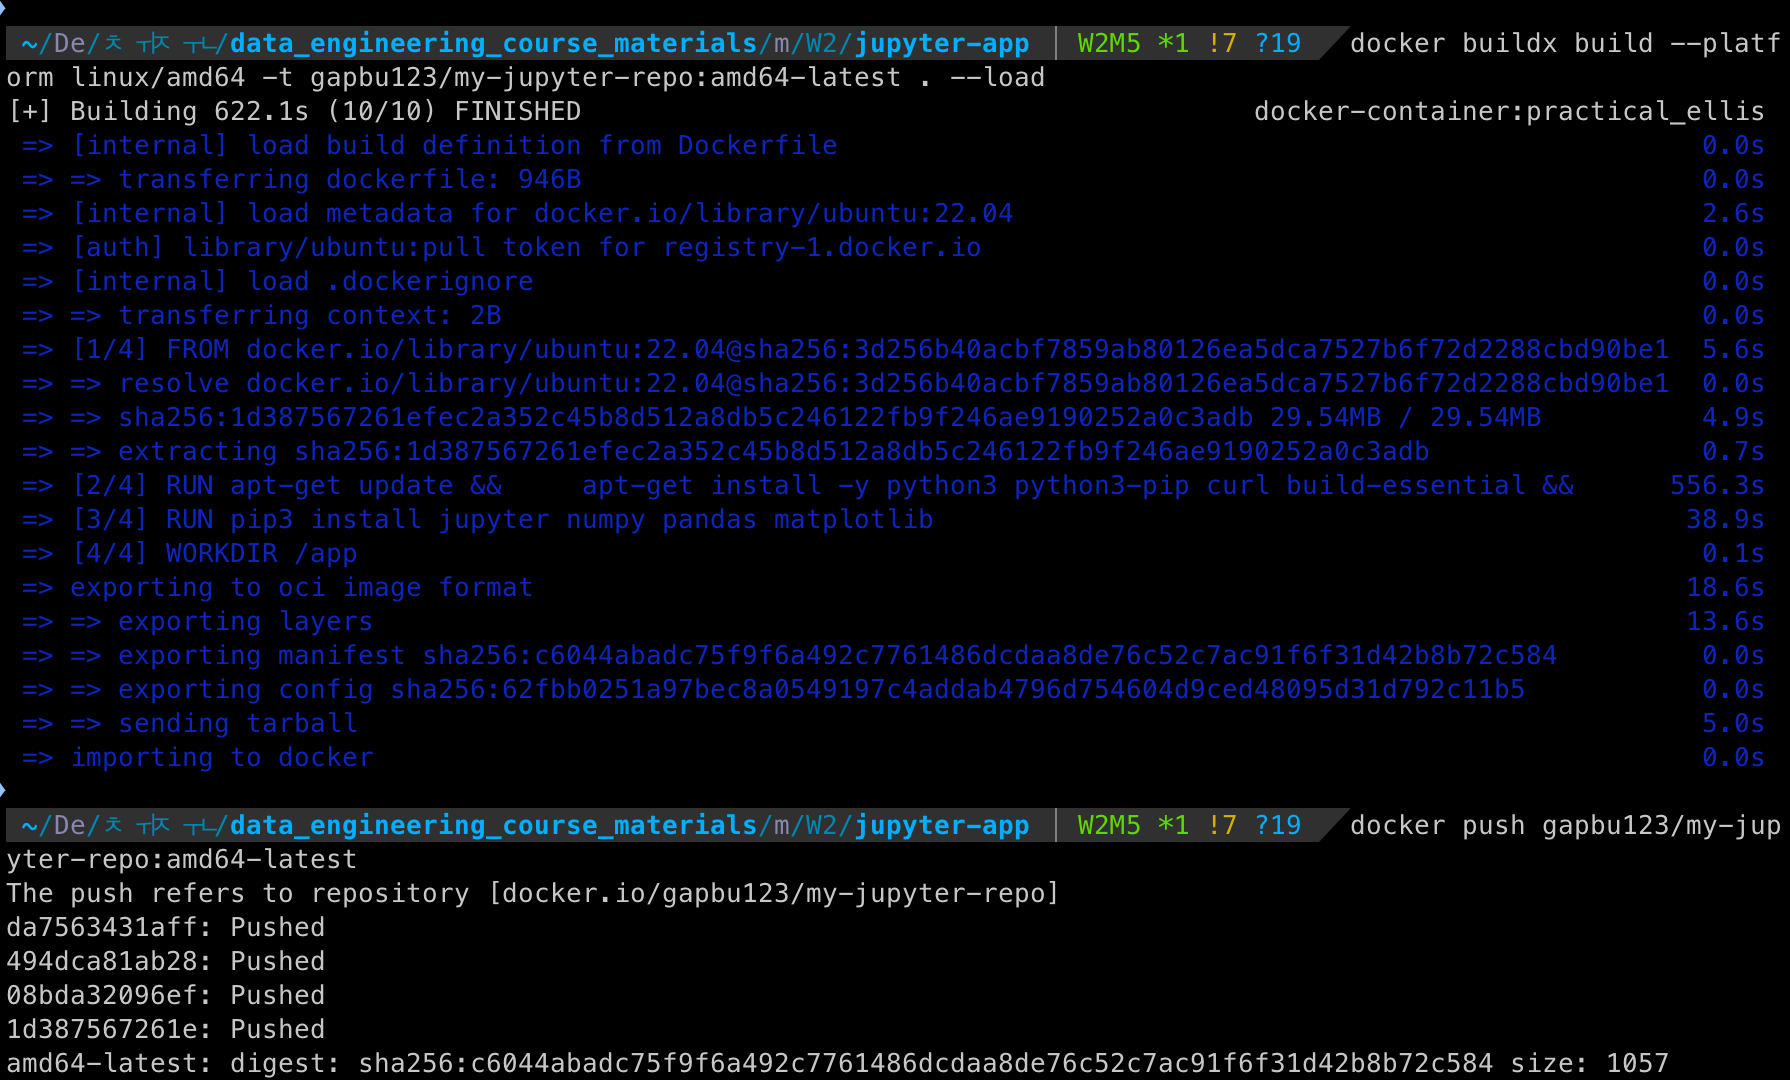 ~/De/ㅊ ㅟㅈ ㅜㄴ/data_engineering_course_materials/m/W2/jupyter-app W2M5 *1 !7 ?19 docker buildx build --platf
orm linux/amd64 -t gapbu123/my-jupyter-repo:amd64-latest . --load
[+] Building 622.1s (10/10) FINISHED docker-container:practical_ellis
=> [internal] load build definition from Dockerfile 0.0s
=> => transferring dockerfile: 946B 0.0s
=> [internal] load metadata for docker.io/library/ubuntu:22.04 2.6s
=> [auth] library/ubuntu:pull token for registry-1.docker.io 0.0s
=> [internal] load .dockerignore 0.0s
=> => transferring context: 2B 0.0s
=> [1/4] FROM docker.io/library/ubuntu:22.04@sha256:3d256b40acbf7859ab80126ea5dca7527b6f72d2288cbd90be1 5.6s
=> => resolve docker.io/library/ubuntu:22.04@sha256:3d256b40acbf7859ab80126ea5dca7527b6f72d2288cbd90be1 0.0s
=> => sha256:1d387567261efec2a352c45b8d512a8db5c246122fb9f246ae9190252a0c3adb 29.54MB / 29.54MB 4.9s
=> => extracting sha256:1d387567261efec2a352c45b8d512a8db5c246122fb9f246ae9190252a0c3adb 0.7s
=> [2/4] RUN apt-get update &&     apt-get install -y python3 python3-pip curl build-essential && 556.3s
=> [3/4] RUN pip3 install jupyter numpy pandas matplotlib 38.9s
=> [4/4] WORKDIR /app 0.1s
=> exporting to oci image format 18.6s
=> => exporting layers 13.6s
=> => exporting manifest sha256:c6044abadc75f9f6a492c7761486dcdaa8de76c52c7ac91f6f31d42b8b72c584 0.0s
=> => exporting config sha256:62fbb0251a97bec8a0549197c4addab4796d754604d9ced48095d31d792c11b5 0.0s
=> => sending tarball 5.0s
=> importing to docker 0.0s
~/De/ㅊ ㅟㅈ ㅜㄴ/data_engineering_course_materials/m/W2/jupyter-app W2M5 *1 !7 ?19 docker push gapbu123/my-jup
yter-repo:amd64-latest
The push refers to repository [docker.io/gapbu123/my-jupyter-repo]
da7563431aff: Pushed
494dca81ab28: Pushed
08bda32096ef: Pushed
1d387567261e: Pushed
amd64-latest: digest: sha256:c6044abadc75f9f6a492c7761486dcdaa8de76c52c7ac91f6f31d42b8b72c584 size: 1057